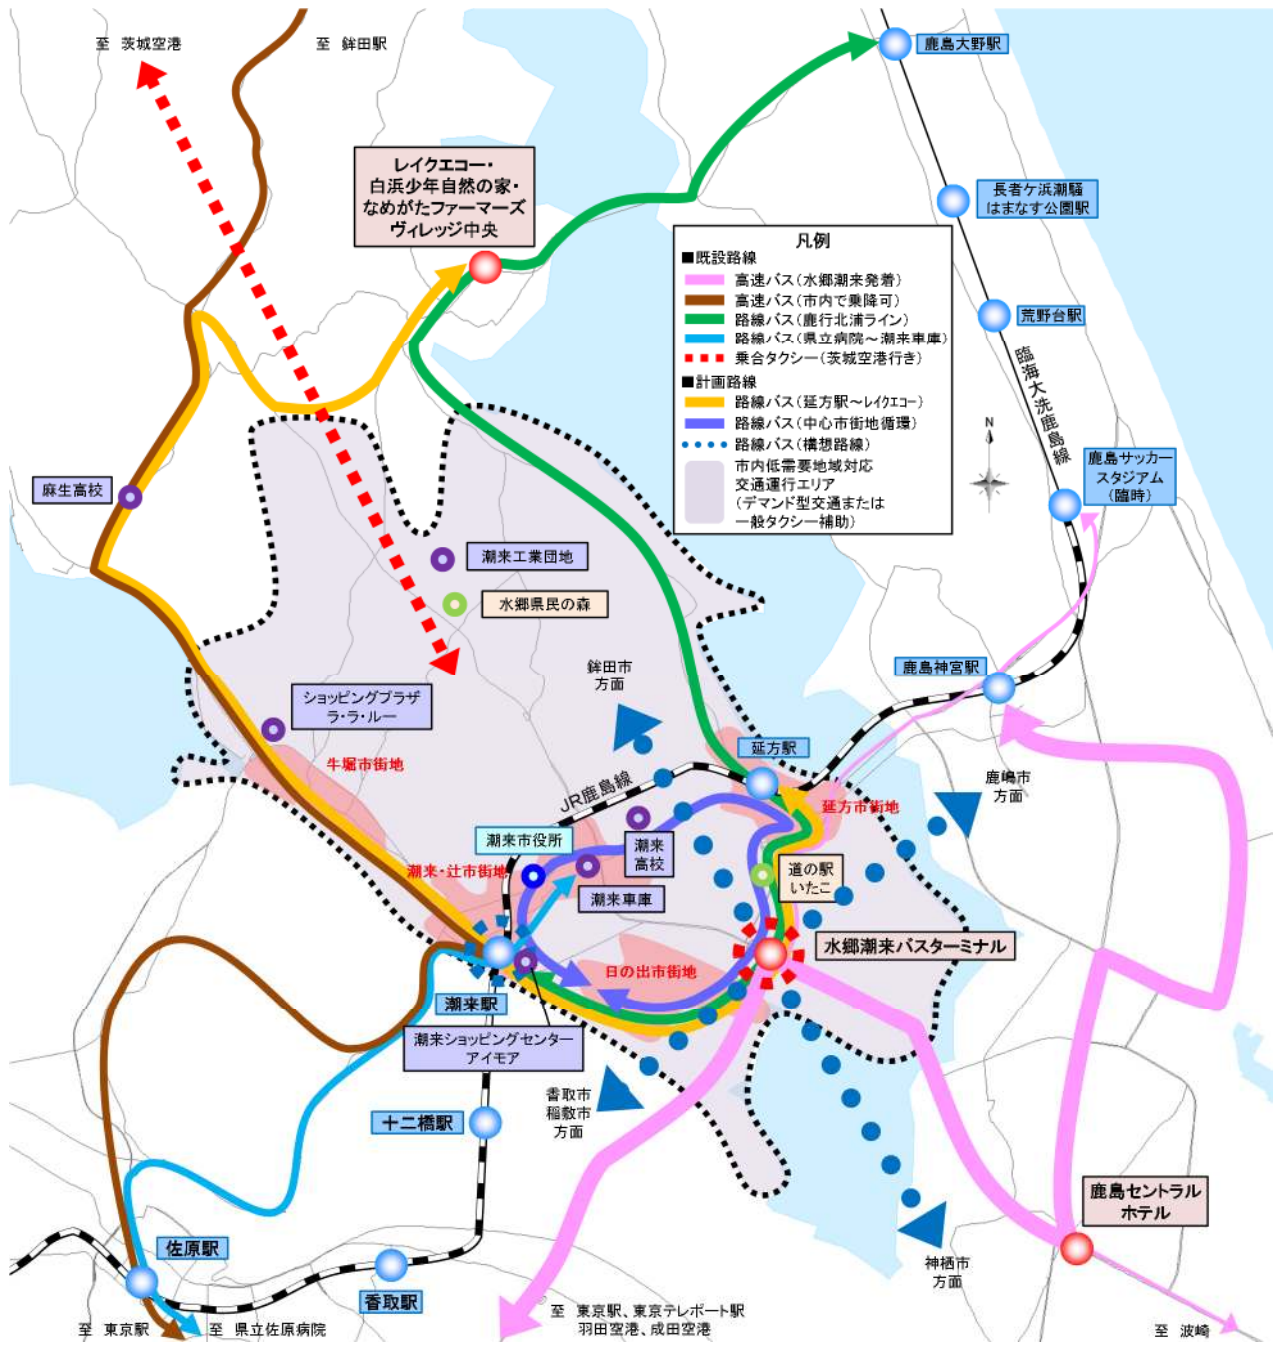 至 茨城空港
至 鉾田駅
鹿島大野駅
レイクエコー・
白浜少年自然の家・
なめがたファーマーズ
ヴィレッジ中央
長者ケ浜潮騒
はまなす公園駅
凡例
■既設路線
高速バス(水郷潮来発着)
高速バス(市内で乗降可)
路線バス(鹿行北浦ライン)
路線バス(県立病院~潮来車庫)
乗合タクシー(茨城空港行き)
■計画路線
路線バス(延方駅~レイクエコー)
路線バス(中心市街地循環)
路線バス(構想路線)
市内低需要地域対応
交通運行エリア
(デマンド型交通または
一般タクシー補助)
荒野台駅
臨海大洗鹿島線
N
鹿島サッカー
スタジアム
(臨時)
麻生高校
潮来工業団地
水郷県民の森
鉾田市
方面
鹿島神宮駅
ショッピングプラザ
ラ・ラ・ルー
牛堀市街地
延方駅
JR鹿島線
鹿嶋市
方面
延方市街地
潮来市役所
潮来
高校
潮来・辻市街地
道の駅
いたこ
潮来車庫
水郷潮来バスターミナル
日の出市街地
潮来駅
潮来ショッピングセンター
アイモア
香取市
稲敷市
方面
十二橋駅
鹿島セントラル
ホテル
佐原駅
神栖市
方面
香取駅
至 東京駅
至 県立佐原病院
至 東京駅、東京テレポート駅
羽田空港、成田空港
至 波崎